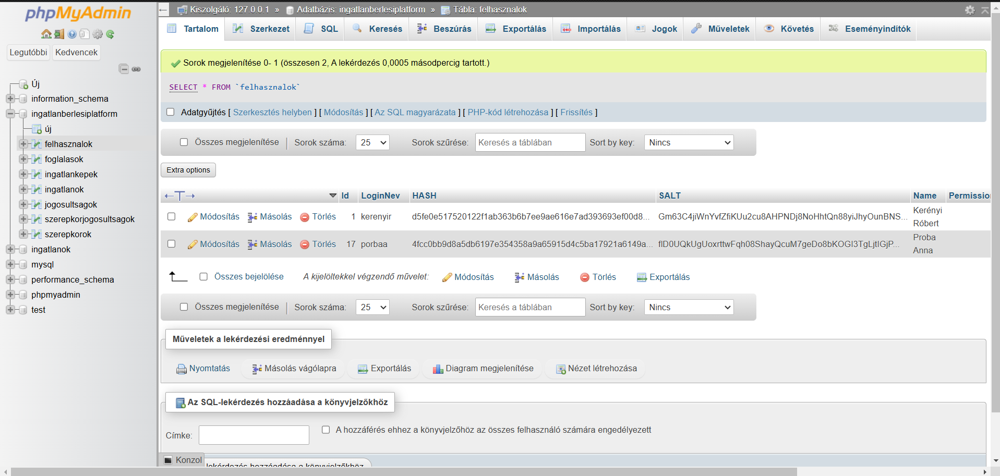 phpMyAdmin
Legutóbbi Kedvencek
Új
information_schema
ingatlanberlesiplatform
új
felhasznalok
foglalasok
ingatlankepek
ingatlanok
jogosultsagok
szerepkorjogosultsagok
szerepkorok
ingatlanok
mysql
performance_schema
phpmyadmin
test
Kiszolgáló: 127.0.0.1 » Adatbázis: ingatlanberlesiplatform » Tábla: felhasznalok
Tartalom Szerkezet SQL Keresés Beszúrás Exportálás Importálás Jogok Műveletek Követés Eseményindítók
Sorok megjelenítése 0- 1 (összesen 2, A lekérdezés 0,0005 másodpercig tartott.)
SELECT * FROM `felhasznalok`
Adatgyűjtés [ Szerkesztés helyben ] [ Módosítás ] [ Az SQL magyarázata ] [ PHP-kód létrehozása ] [ Frissítés ]
Összes megjelenítése Sorok száma: 25 Sorok szűrése: Keresés a táblában Sort by key: Nincs
Extra options
Id LoginNev HASH SALT Name Permission
Módosítás Másolás Törlés 1 kerenyir d5fe0e517520122f1ab363b6b7ee9ae616e7ad393693ef00d8... Gm63C4jiWnYvfZfiKUu2cu8AHPNDj8NoHhtQn88yiJhyOunBNS... Kerényi
Róbert
Módosítás Másolás Törlés 17 porbaa 4fcc0bb9d8a5db6197e354358a9a65915d4c5ba17921a6149a... Proba
Anna
Összes bejelölése A kijelöltekkel végzendő művelet: Módosítás Másolás Törlés Exportálás
Összes megjelenítése Sorok száma: 25 Sorok szűrése: Keresés a táblában Sort by key: Nincs
Műveletek a lekérdezési eredménnyel
Nyomtatás Másolás vágólapra Exportálás Diagram megjelenítése Nézet létrehozása
Az SQL-lekérdezés hozzáadása a könyvjelzőkhöz
Címke: A hozzáférés ehhez a könyvjelzőhöz az összes felhasználó számára engedélyezett
Konzol lekérdezés hozzáadása a könyvjelzőkhöz